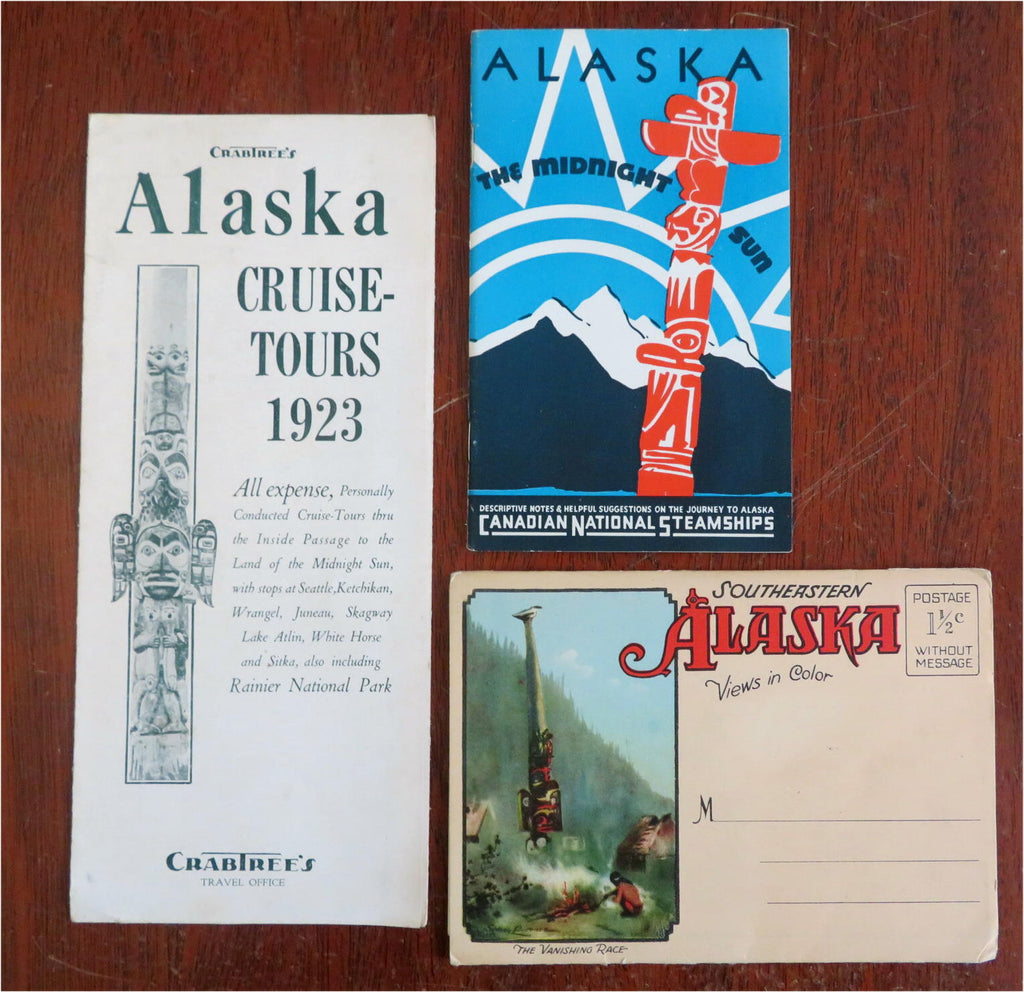 CRABTREE'S
Alaska
CRUISE-
TOURS
1923
All expense, Personally
Conducted Cruise-Tours thru
the Inside Passage to the
Land of the Midnight Sun,
with stops at Seattle, Ketchikan,
Wrangel, Juneau, Skagway
Lake Atlin, White Horse
and Sitka, also including
Rainier National Park
CRABTREE'S
TRAVEL OFFICE
ALASKA
THE MIDNIGHT
SUN
DESCRIPTIVE NOTES & HELPFUL SUGGESTIONS ON THE JOURNEY TO ALASKA
CANADIAN NATIONAL STEAMSHIPS
SOUTHEASTERN
ALASKA
Views in Color
POSTAGE
1½c
WITHOUT
MESSAGE
M
THE VANISHING RACE